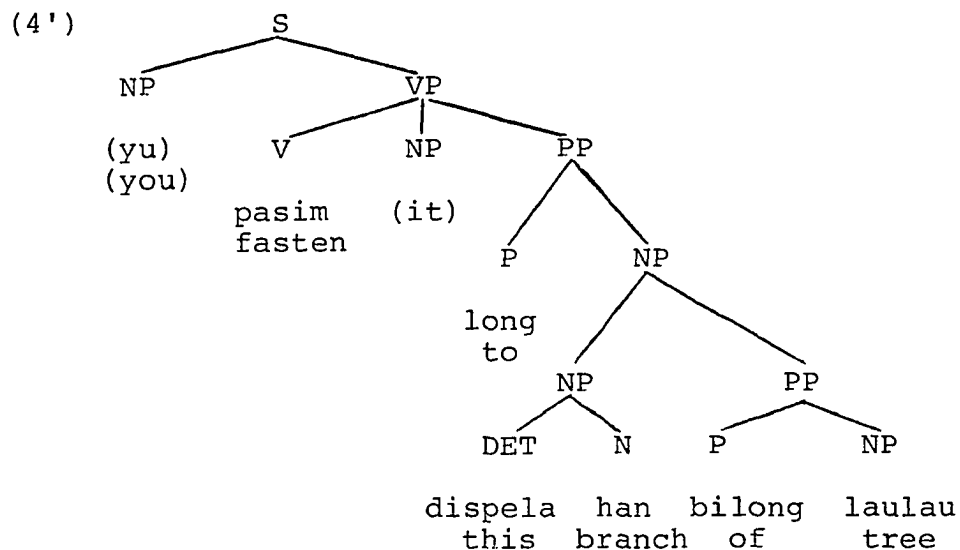 (4') S
NP VP
(yu) V NP PP
(you)
pasim (it)
fasten
P NP
long
to
NP PP
DET N P NP
dispela han bilong laulau
this branch of tree